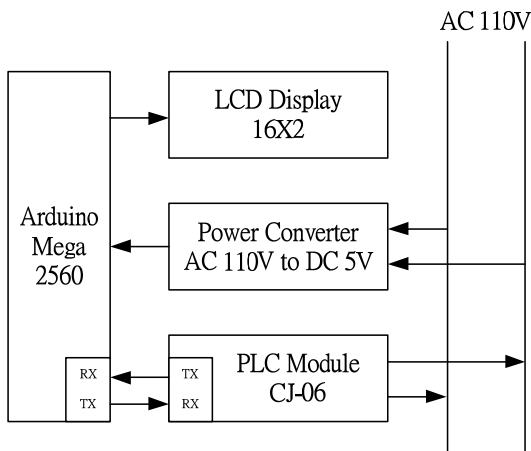 AC 110V
LCD Display
16X2
Arduino
Mega
2560
Power Converter
AC 110V to DC 5V
RX
TX
TX
RX
PLC Module
CJ-06